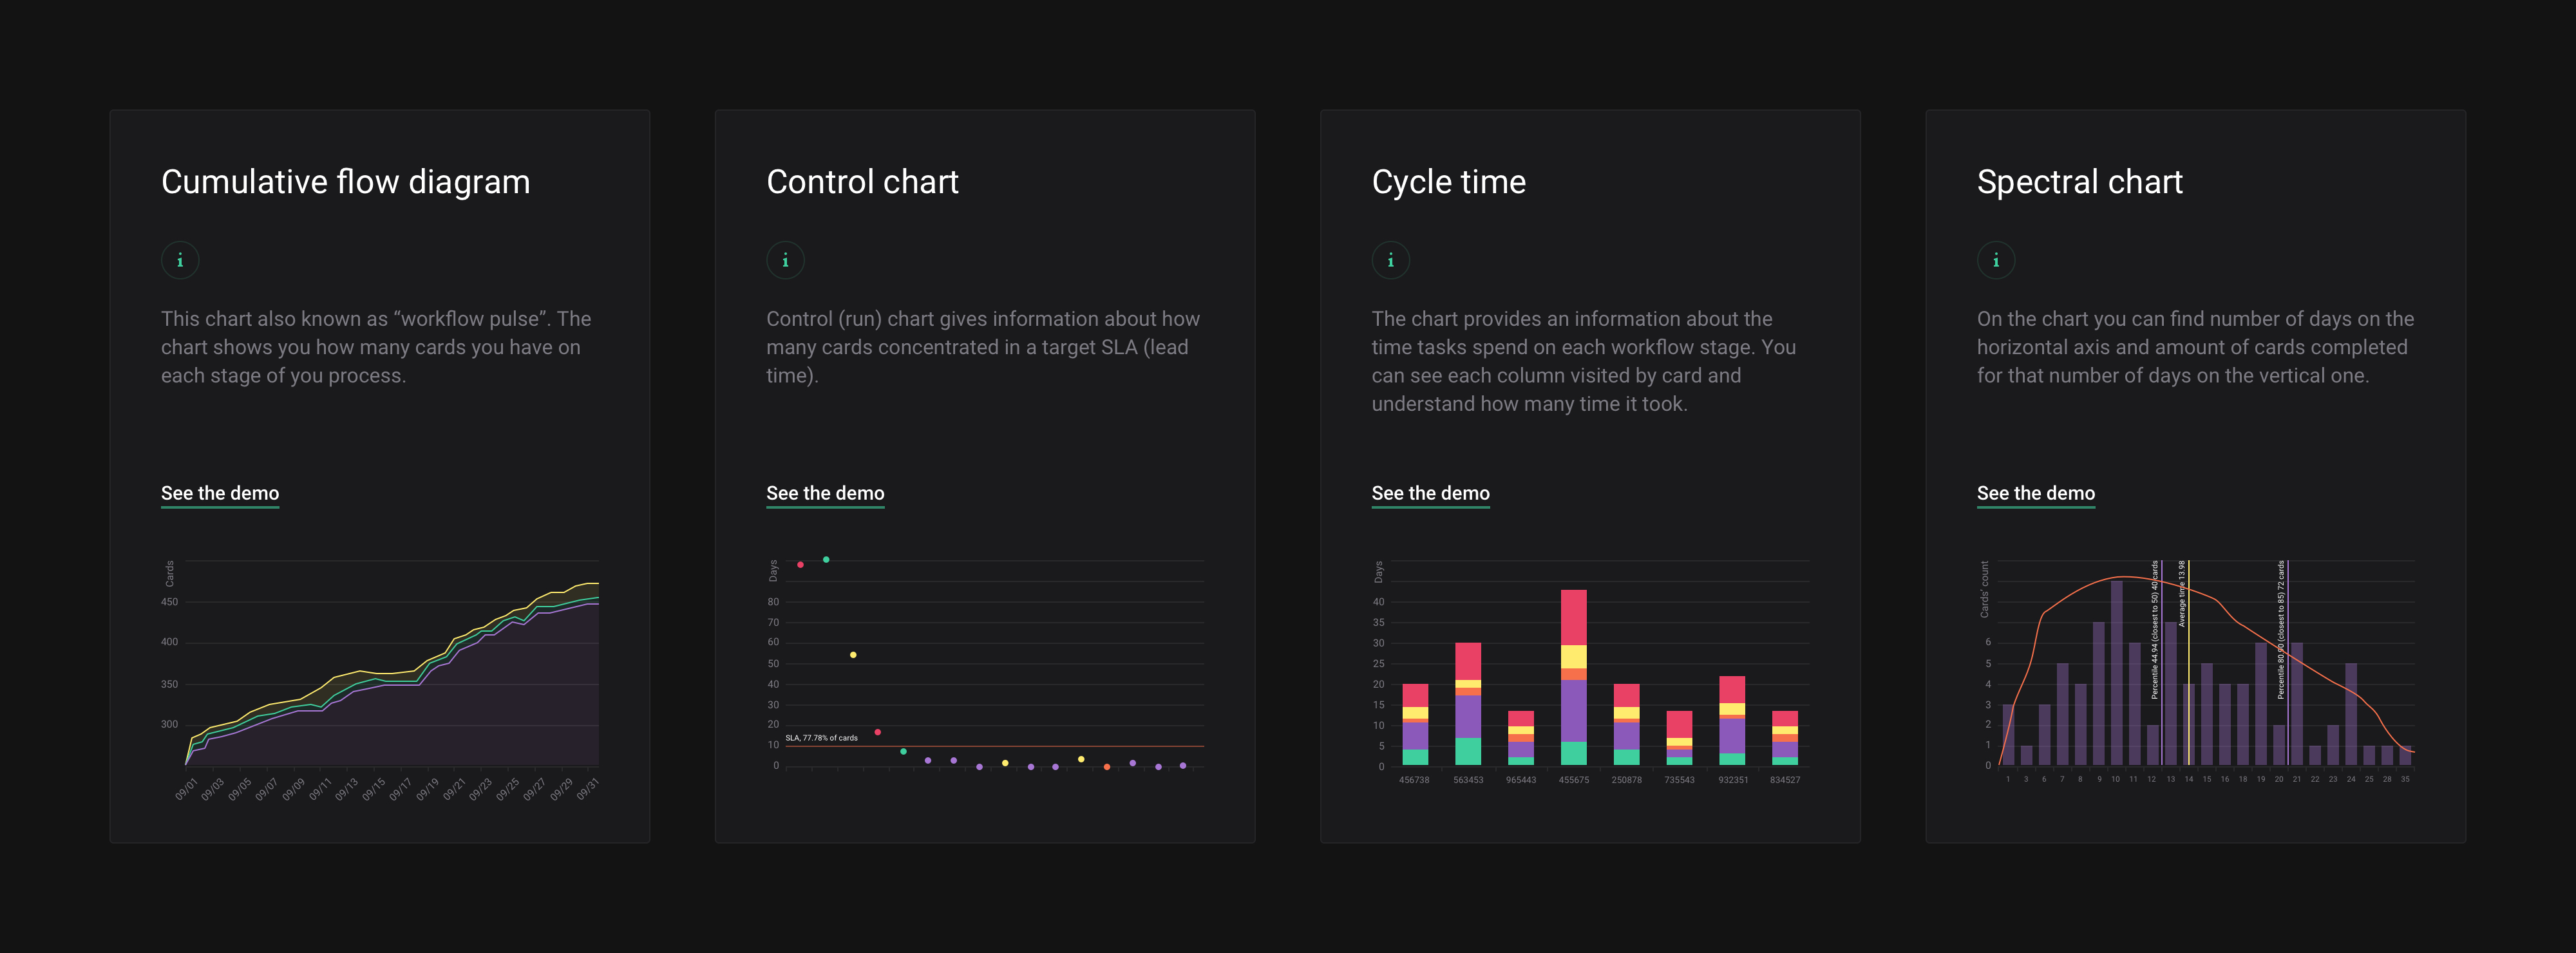 Cumulative flow diagram
i
This chart also known as “workflow pulse”. The
chart shows you how many cards you have on
each stage of you process.
See the demo
Cards
450
400
350
300
09/01 09/03 09/05 09/07 09/09 09/11 09/13 09/15 09/17 09/19 09/21 09/23 09/25 09/27 09/29 09/31
Control chart
i
Control (run) chart gives information about how
many cards concentrated in a target SLA (lead
time).
See the demo
Days
80
70
60
50
40
30
20
SLA, 77.78% of cards
10
0
Cycle time
i
The chart provides an information about the
time tasks spend on each workflow stage. You
can see each column visited by card and
understand how many time it took.
See the demo
Days
40
35
30
25
20
15
10
5
0
456738 563453 965443 455675 250878 735543 932351 834527
Spectral chart
i
On the chart you can find number of days on the
horizontal axis and amount of cards completed
for that number of days on the vertical one.
See the demo
Cards' count
6
5
4
3
2
1
0
Percentile 44.94 (closest to 50) 40 cards
Average time 13.98
Percentile 80.90 (closest to 85) 72 cards
1 3 6 7 8 9 10 11 12 13 14 15 16 18 19 20 21 22 23 24 25 28 35